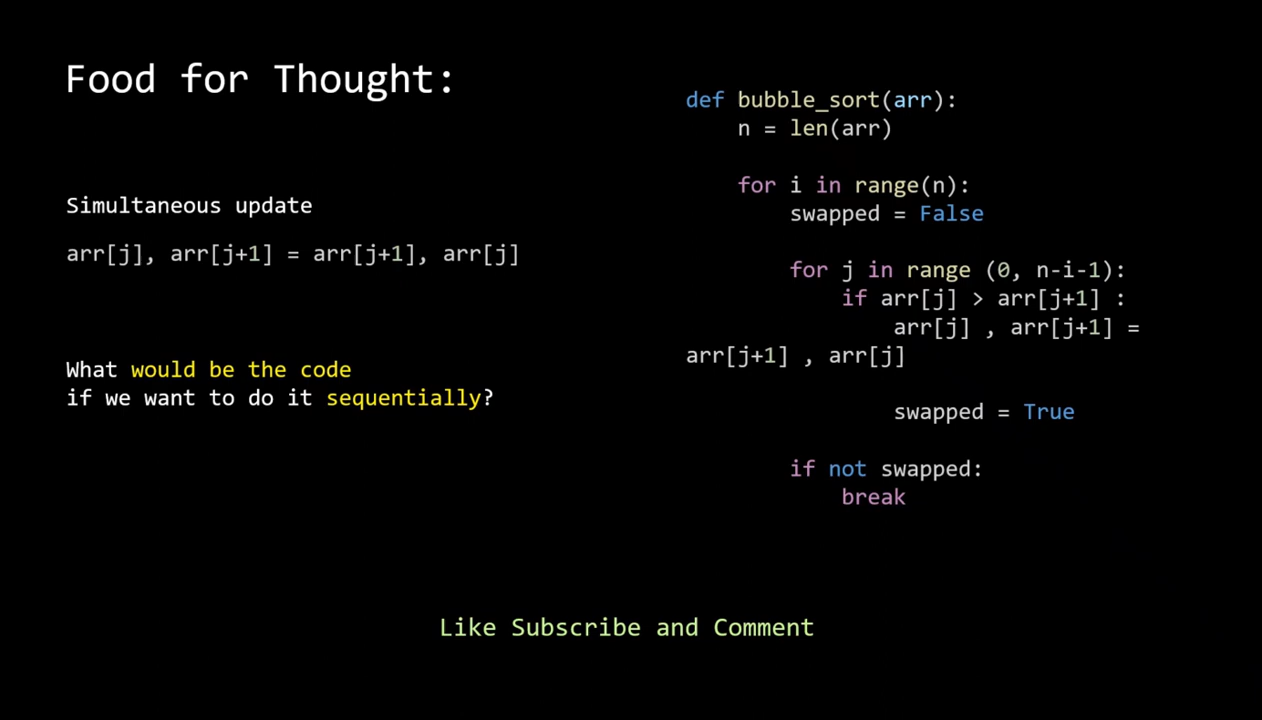 Food for Thought:
Simultaneous update
arr[j], arr[j+1] = arr[j+1], arr[j]
What would be the code
if we want to do it sequentially?
def bubble_sort(arr):
    n = len(arr)
    for i in range(n):
        swapped = False
        for j in range (0, n-i-1):
            if arr[j] > arr[j+1] :
                arr[j] , arr[j+1] =
arr[j+1] , arr[j]
                swapped = True
        if not swapped:
            break
Like Subscribe and Comment